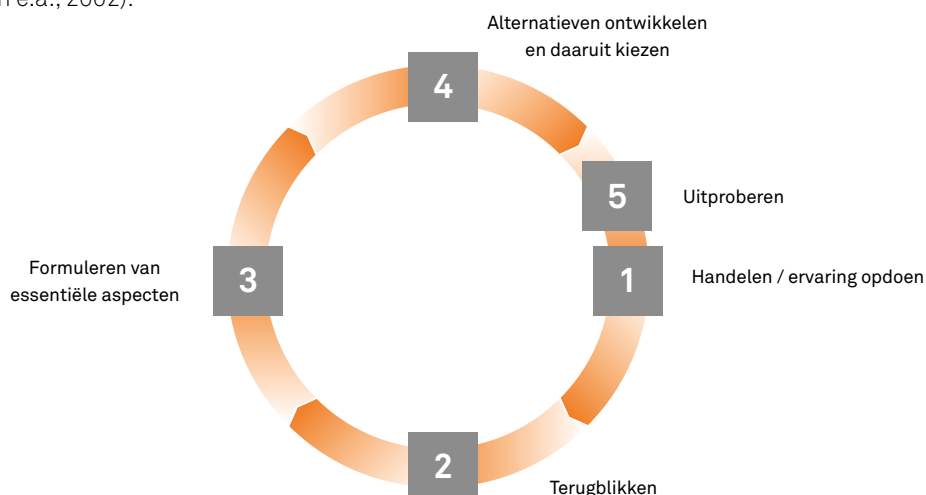 e.a., 2002).
Alternatieven ontwikkelen
en daaruit kiezen
4
5
Uitproberen
Formuleren van
essentiële aspecten
3
1
Handelen / ervaring opdoen
2
Terugblikken